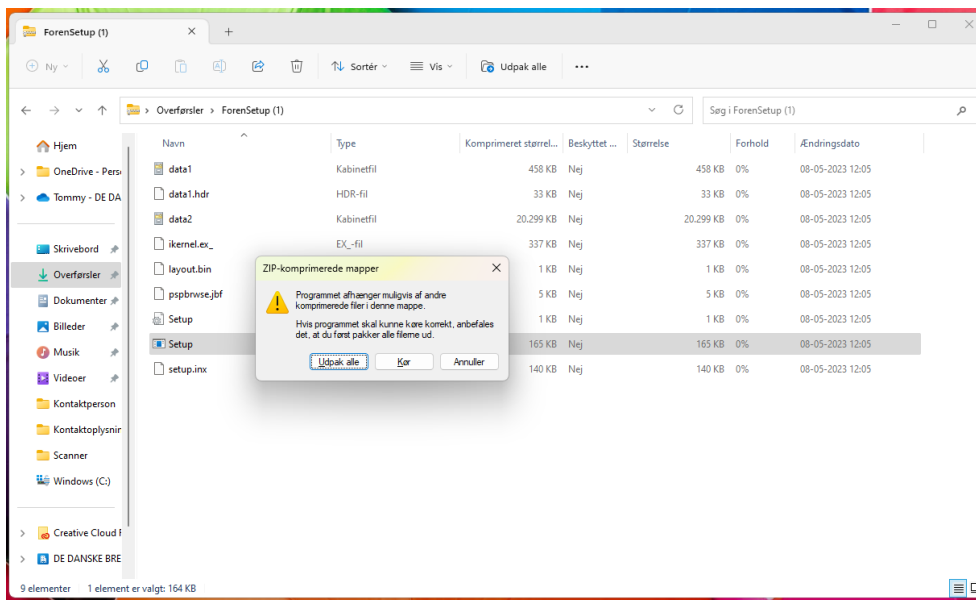 ForenSetup (1)
Ny
Sortér
Vis
Udpak alle
Overførsler > ForenSetup (1)
Søg i ForenSetup (1)
Hjem
OneDrive - Pers
Tommy - DE DA
Skrivebord
Overførsler
Dokumenter
Billeder
Musik
Videoer
Kontaktperson
Kontaktoplysnin
Scanner
Windows (C:)
Creative Cloud F
DE DANSKE BRE
Navn Type Komprimeret størrel... Beskyttet ... Størrelse Forhold Ændringsdato
data1 Kabinetfil 458 KB Nej 458 KB 0% 08-05-2023 12:05
data1.hdr HDR-fil 33 KB Nej 33 KB 0% 08-05-2023 12:05
data2 Kabinetfil 20.299 KB Nej 20.299 KB 0% 08-05-2023 12:05
ikernel.ex_ EX_-fil 337 KB Nej 337 KB 0% 08-05-2023 12:05
layout.bin 1 KB Nej 1 KB 0% 08-05-2023 12:05
pspbrwse.jbf 5 KB Nej 5 KB 0% 08-05-2023 12:05
Setup 1 KB Nej 1 KB 0% 08-05-2023 12:05
Setup 165 KB Nej 165 KB 0% 08-05-2023 12:05
setup.inx 140 KB Nej 140 KB 0% 08-05-2023 12:05
ZIP-komprimerede mapper
Programmet afhænger muligvis af andre
komprimerede filer i denne mappe.
Hvis programmet skal kunne køre korrekt, anbefales
det, at du først pakker alle filerne ud.
Udpak alle
Kør
Annuller
9 elementer 1 element er valgt: 164 KB